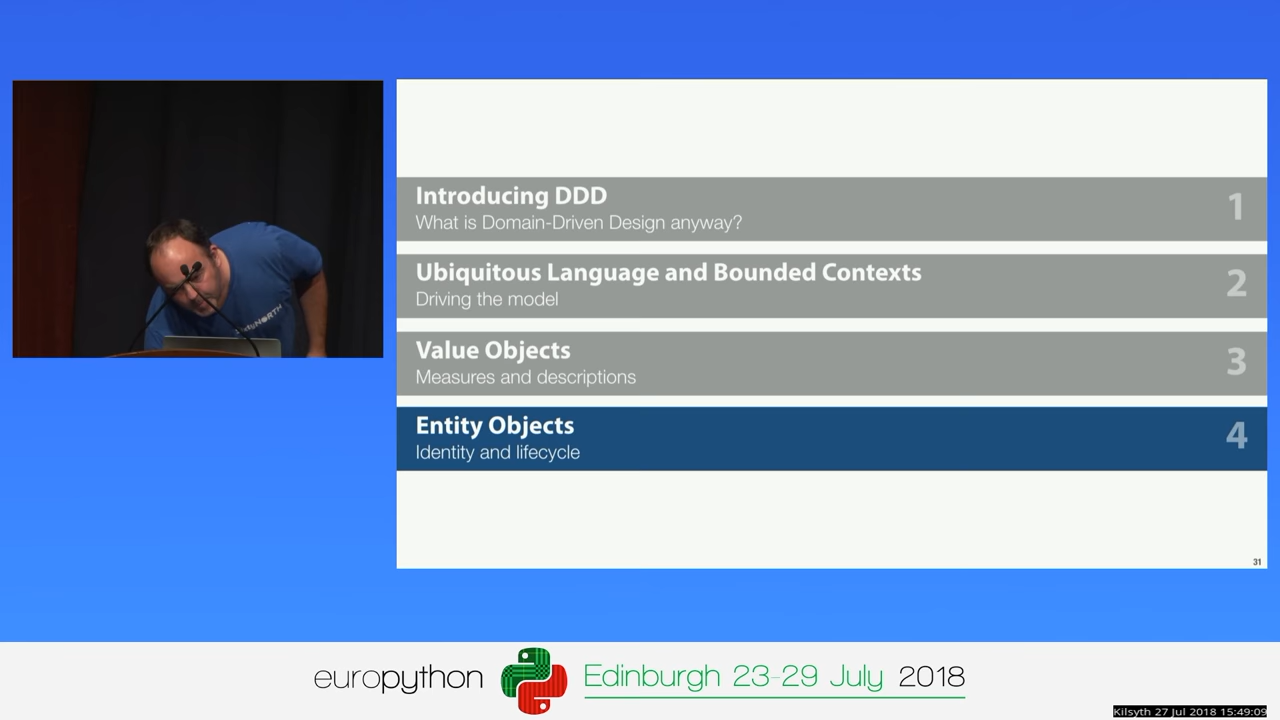 Introducing DDD
What is Domain-Driven Design anyway?
1
Ubiquitous Language and Bounded Contexts
Driving the model
2
Value Objects
Measures and descriptions
3
Entity Objects
Identity and lifecycle
4
31
europython
Edinburgh 23-29 July 2018
Kilsyth 27 Jul 2018 15:49:09